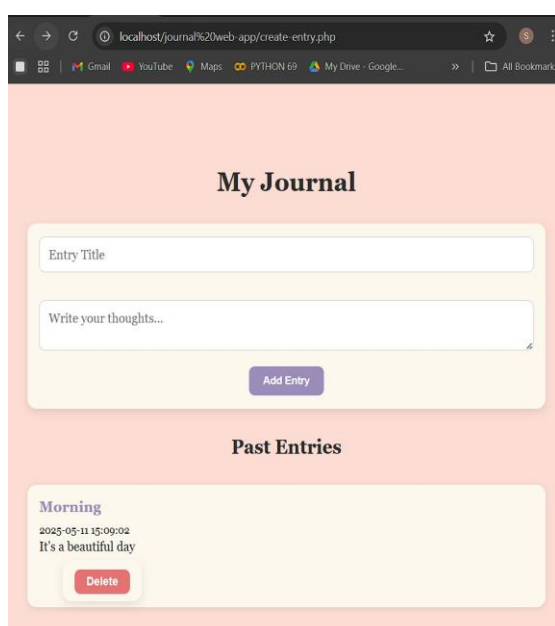 localhost/journal%20web-app/create-entry.php
S
Gmail YouTube Maps PYTHON 69 My Drive - Google... » All Bookmark
My Journal
Entry Title
Write your thoughts...
Add Entry
Past Entries
Morning
2025-05-11 15:09:02
It's a beautiful day
Delete